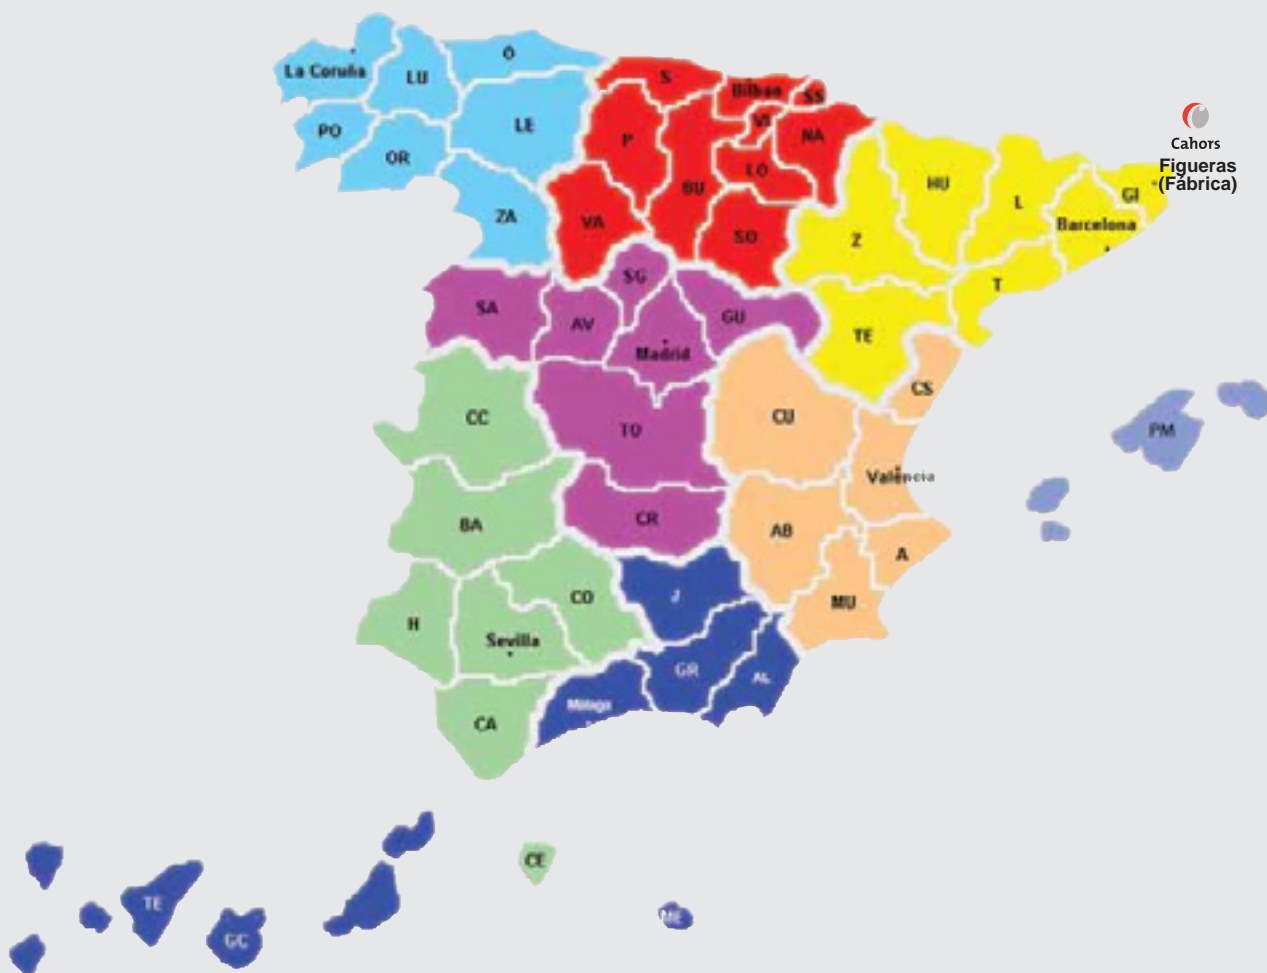 O
La Coruña
LU
S
Bilbao
SS
PO
LE
OR
P
VI
NA
LO
BU
ZA
VA
SO
HU
L
Z
Cahors
Figueras
(Fábrica)
GI
Barcelona
T
SG
SA
AV
GU
Madrid
TE
CS
CC
TO
CU
PM
Valencia
BA
CR
AB
A
MU
H
CO
Sevilla
J
GR
AL
CA
Málaga
CE
TE
GC
ME